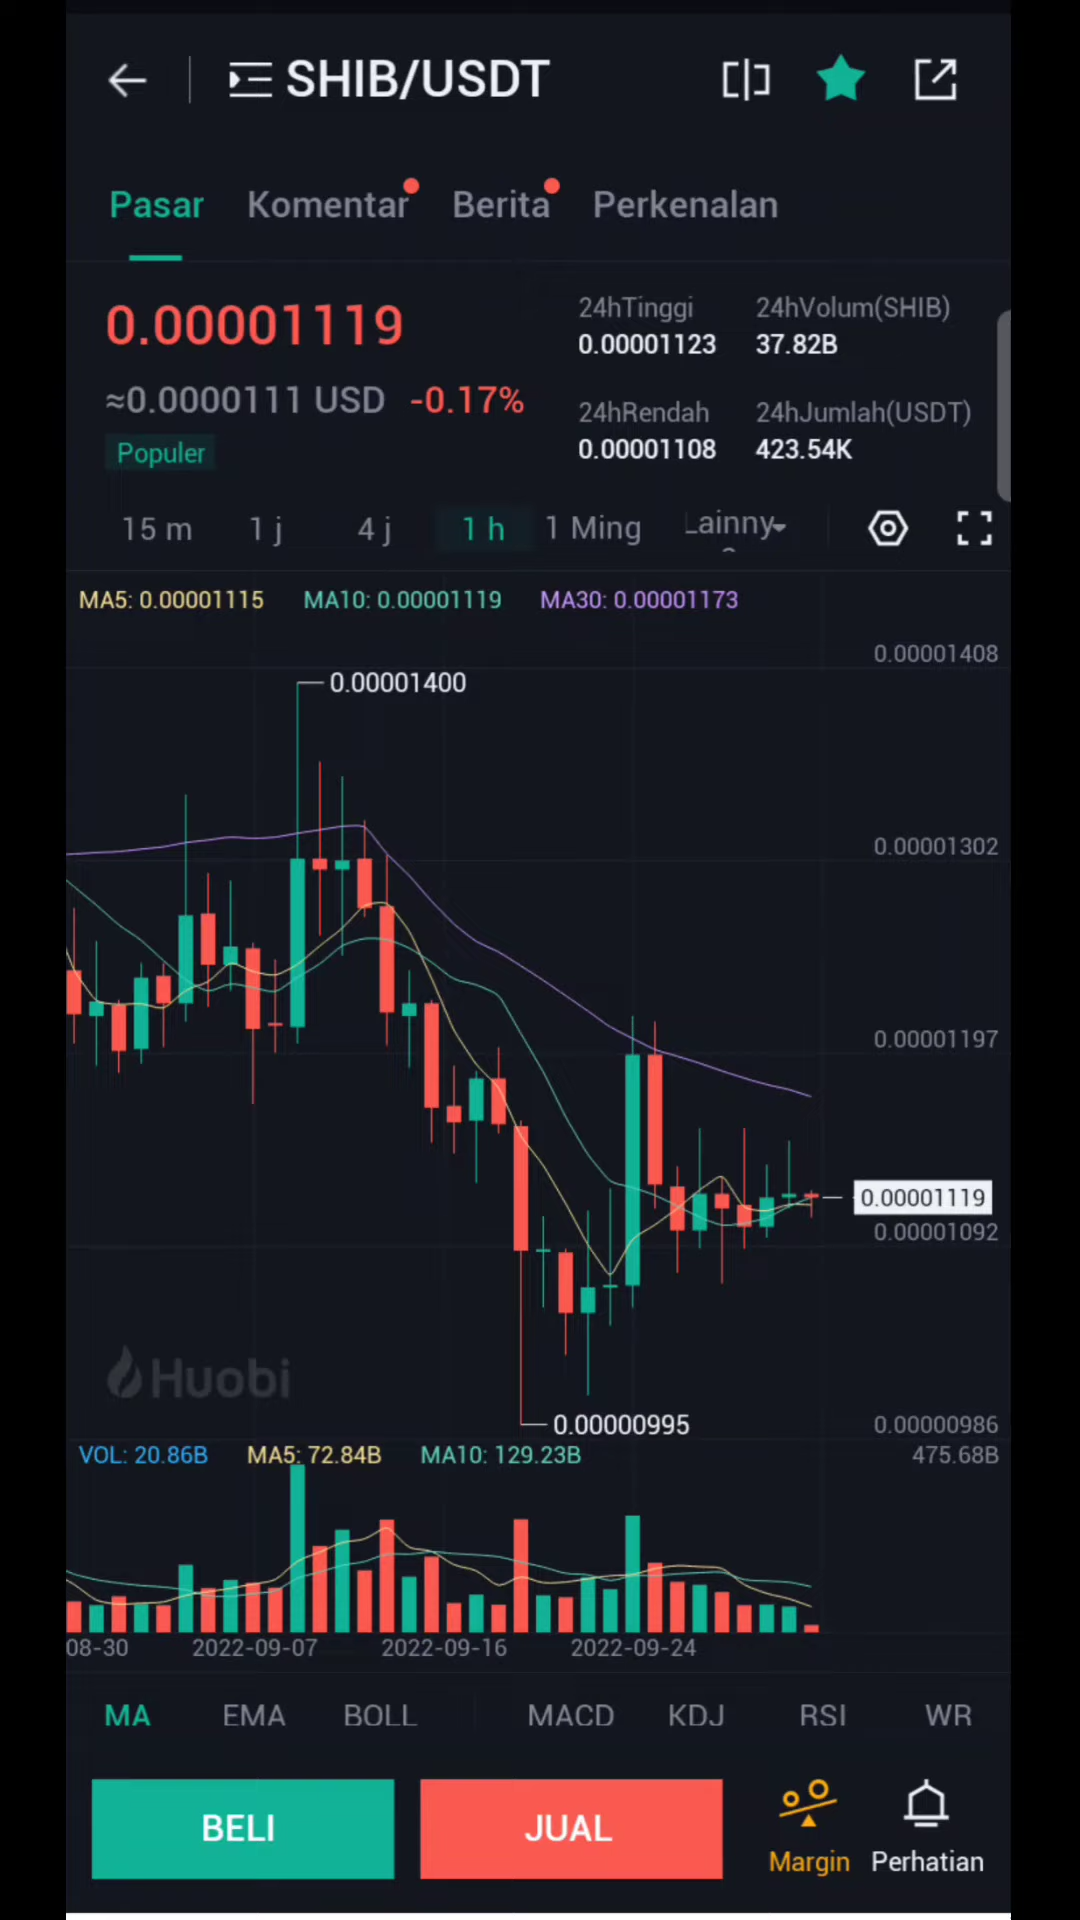 SHIB/USDT
Pasar Komentar Berita Perkenalan
0.00001119
≈0.0000111 USD -0.17%
Populer
24hTinggi 24hVolum(SHIB)
0.00001123 37.82B
24hRendah 24hJumlah(USDT)
0.00001108 423.54K
15 m 1 j 4 j 1 h 1 Ming
MA5: 0.00001115 MA10: 0.00001119 MA30: 0.00001173
0.00001408
0.00001400
0.00001302
0.00001197
0.00001119
0.00001092
Huobi
0.00000995
0.00000986
VOL: 20.86B MA5: 72.84B MA10: 129.23B 475.68B
08-30 2022-09-07 2022-09-16 2022-09-24
MA EMA BOLL MACD KDJ RSI WR
BELI JUAL Margin Perhatian